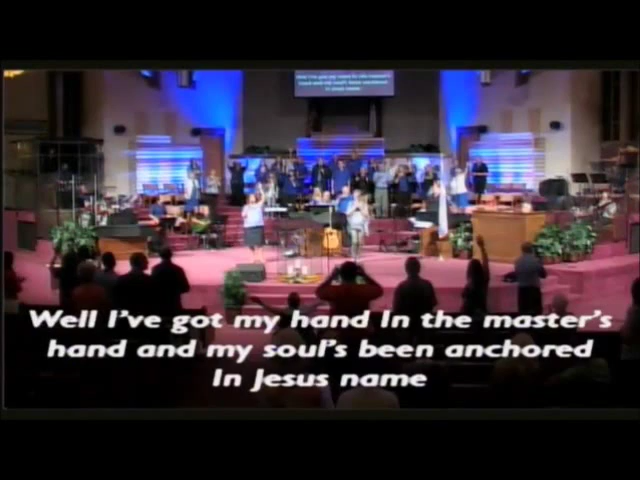 Well I've got my hand In the master's
hand and my soul's been anchored
In Jesus name